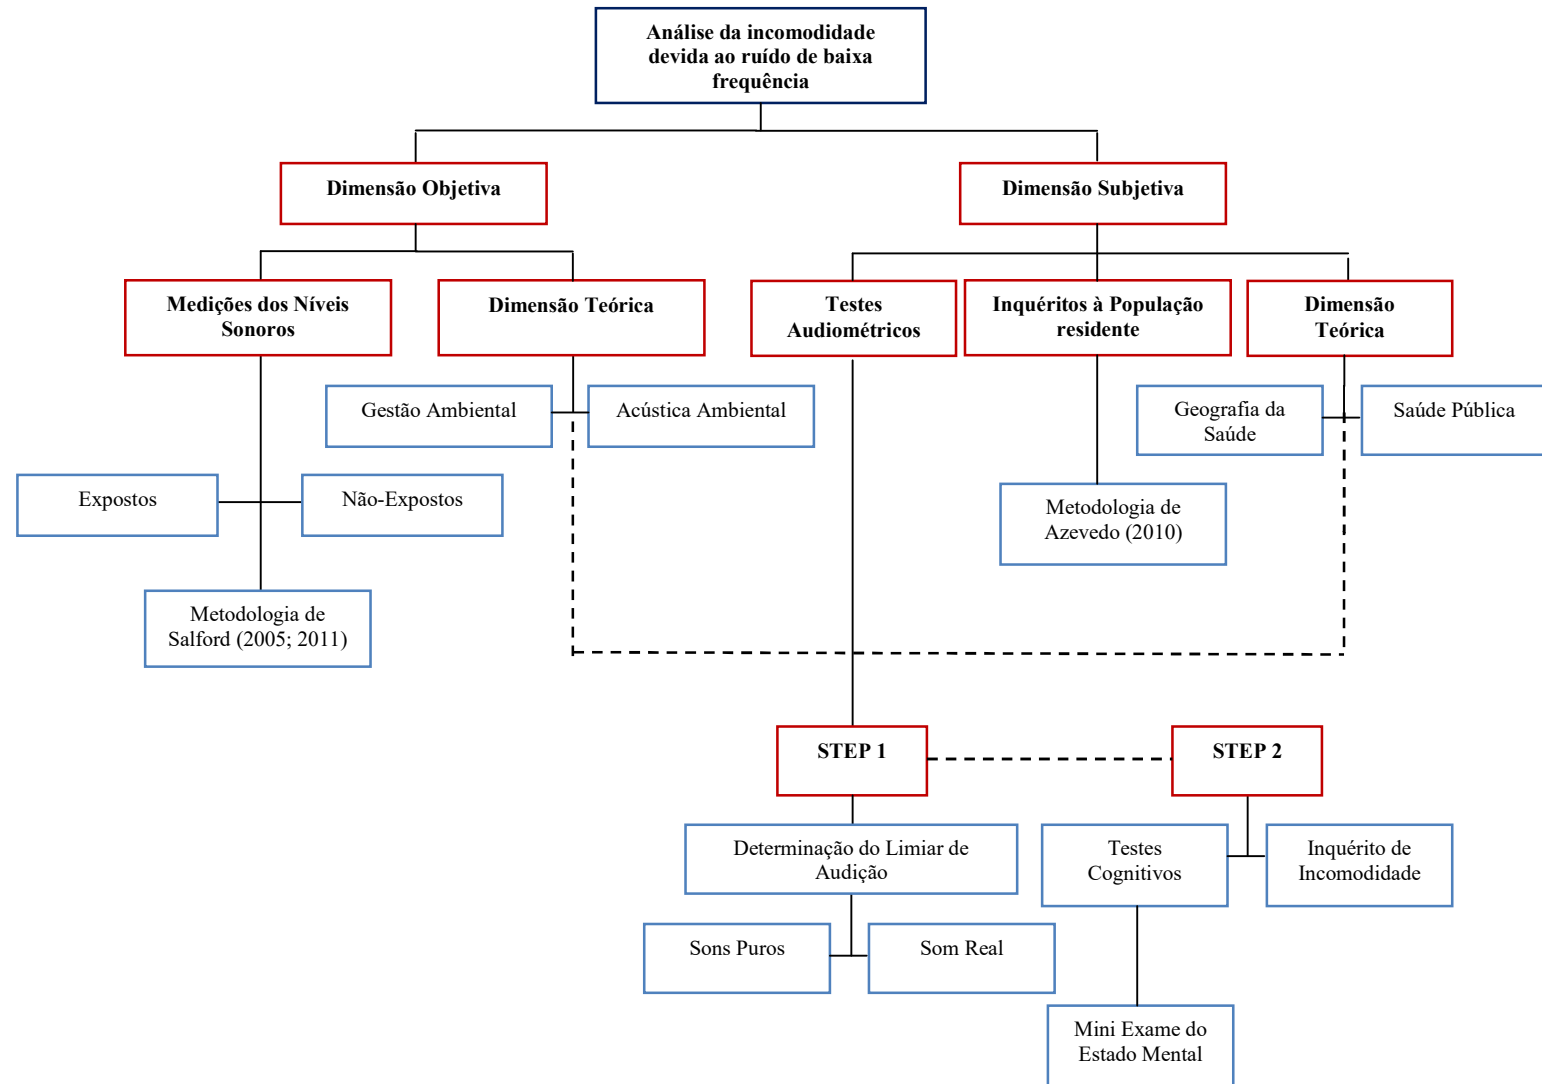 Análise da incomodidade
devida ao ruído de baixa
frequência
Dimensão Objetiva
Dimensão Subjetiva
Medições dos Níveis
Sonoros
Dimensão Teórica
Testes
Audiométricos
Inquéritos à População
residente
Dimensão
Teórica
Gestão Ambiental
Acústica Ambiental
Geografia da
Saúde
Saúde Pública
Expostos
Não-Expostos
Metodologia de
Azevedo (2010)
Metodologia de
Salford (2005; 2011)
STEP 1
STEP 2
Determinação do Limiar de
Audição
Testes
Cognitivos
Inquérito de
Incomodidade
Sons Puros
Som Real
Mini Exame do
Estado Mental